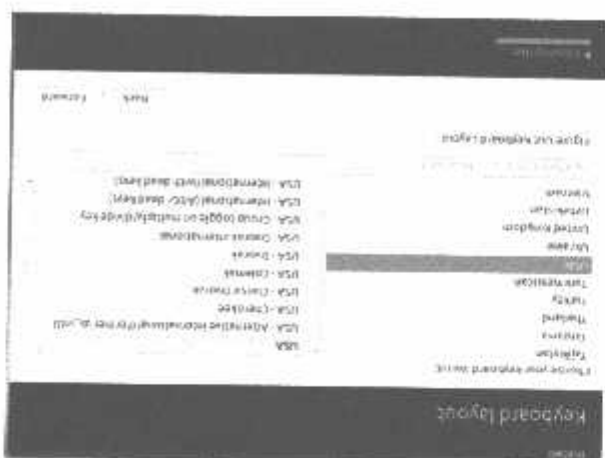 Keyboard layout
Choose your keyboard layout:
Tajikistan
Tanzania
Thailand
Turkey
Turkmenistan
USA
Ukraine
United Kingdom
Uzbekistan
Vietnam
USA
USA - Alternative international (former us_intl)
USA - Cherokee
USA - Classic Dvorak
USA - Colemak
USA - Dvorak
USA - Dvorak international
USA - Group toggle on multiply/divide key
USA - International (AltGr dead keys)
USA - International (with dead keys)
Figure Out Keyboard Layout
Back
Forward